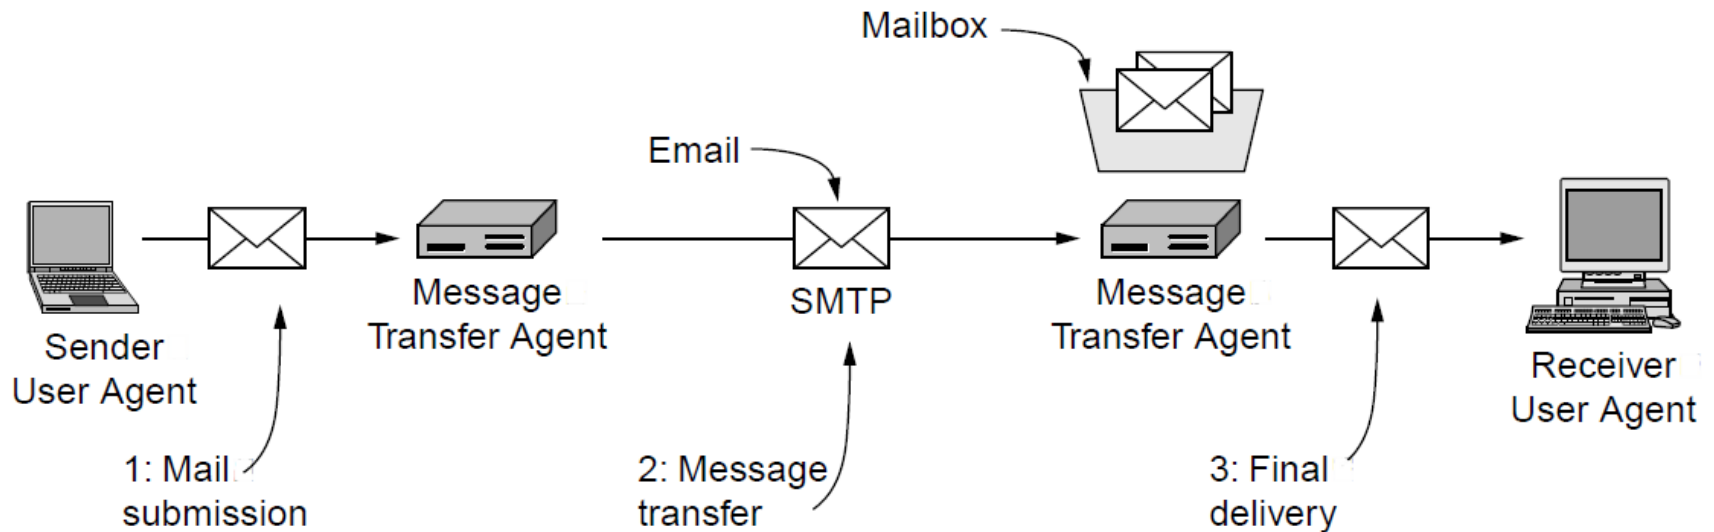 Mailbox
Email
Message
Transfer Agent
SMTP
Message
Transfer Agent
Sender
User Agent
Receiver
User Agent
1: Mail
submission
2: Message
transfer
3: Final
delivery